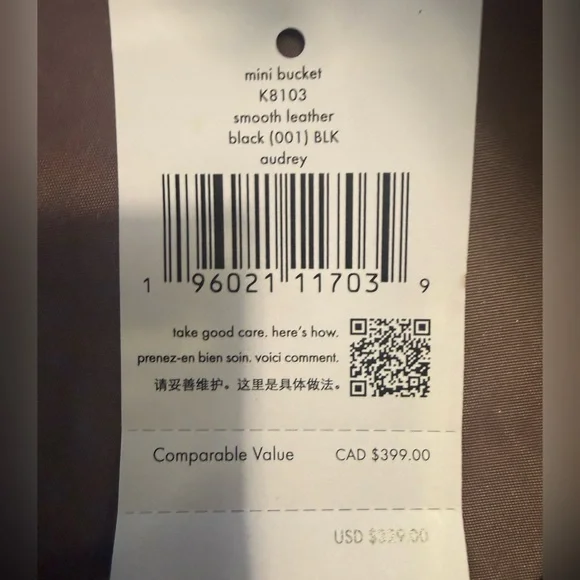 mini bucket
K8103
smooth leather
black (001) BLK
audrey
1 96021 11703 9
take good care. here's how.
prenez-en bien soin. voici comment.
请妥善维护。这里是具体做法。
Comparable Value CAD $399.00
USD